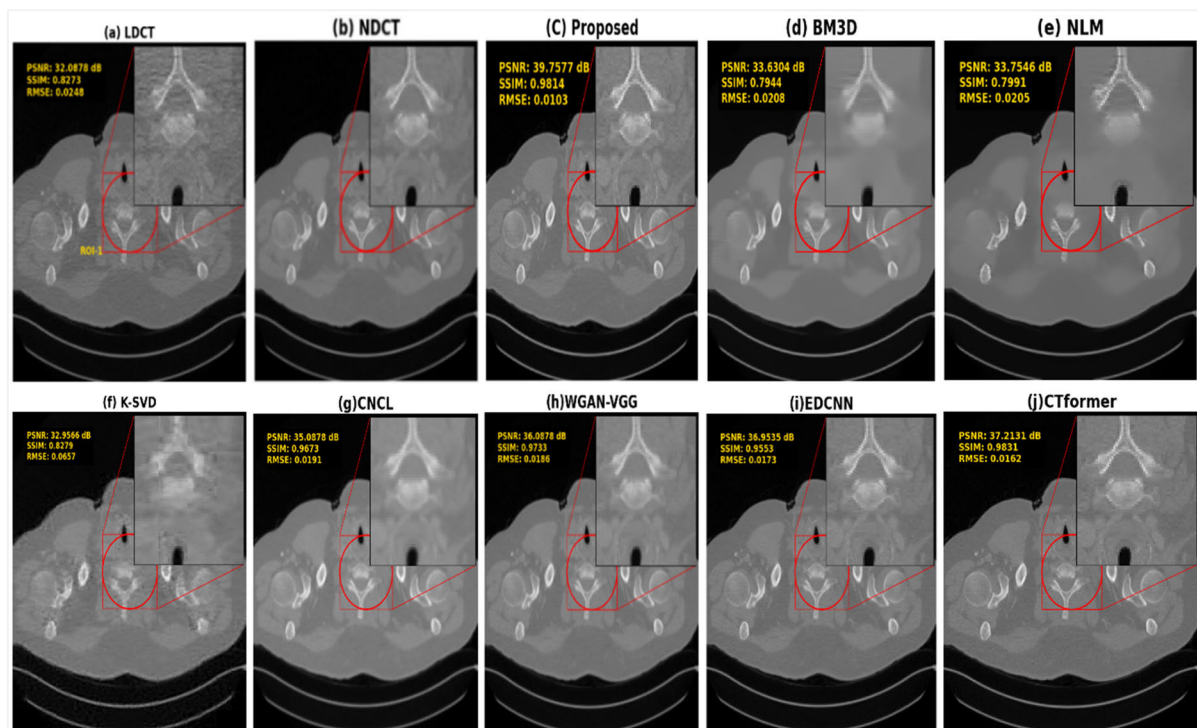 (a) LDCT
(b) NDCT
(C) Proposed
(d) BM3D
(e) NLM
PSNR: 32.0878 dB
SSIM: 0.8273
RMSE: 0.0248
PSNR: 39.7577 dB
SSIM: 0.9814
RMSE: 0.0103
PSNR: 33.6304 dB
SSIM: 0.7944
RMSE: 0.0208
PSNR: 33.7546 dB
SSIM: 0.7991
RMSE: 0.0205
ROI-1
(f) K-SVD
(g)CNCL
(h)WGAN-VGG
(i)EDCNN
(j)CTformer
PSNR: 32.9566 dB
SSIM: 0.8279
RMSE: 0.0657
PSNR: 35.0878 dB
SSIM: 0.9673
RMSE: 0.0191
PSNR: 36.0878 dB
SSIM: 0.9733
RMSE: 0.0186
PSNR: 36.9535 dB
SSIM: 0.9553
RMSE: 0.0173
PSNR: 37.2131 dB
SSIM: 0.9831
RMSE: 0.0162